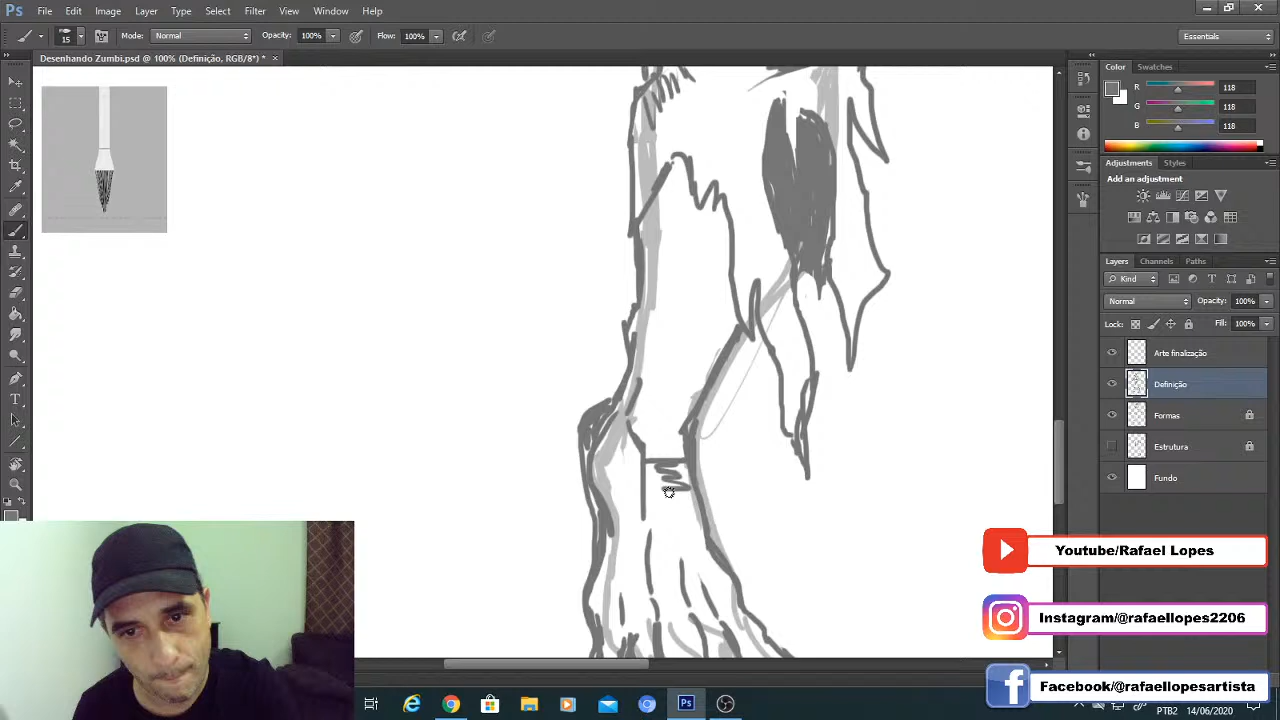 Ps File Edit Image Layer Type Select Filter View Window Help
15 Mode: Normal Opacity: 100% Flow: 100% Essentials
Desenhando Zumbi.psd @ 100% (Definição, RGB/8*) * ×
Color Swatches
R 118
G 118
B 118
Adjustments Styles
Add an adjustment
Layers Channels Paths
Kind
Normal Opacity: 100%
Lock: Fill: 100%
Arte finalização
Definição
Formas
Estrutura
Fundo
Youtube/Rafael Lopes
Instagram/@rafaellopes2206
Facebook/@rafaellopesartista
Ps PTB2 14/06/2020